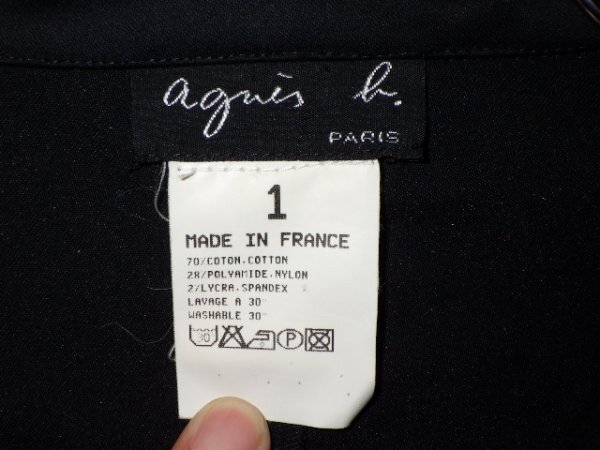 agnès b.
PARIS
1
MADE IN FRANCE
70/COTON.COTTON
28/POLYAMIDE.NYLON
2/LYCRA.SPANDEX
LAVAGE A 30°
WASHABLE 30°
30 P